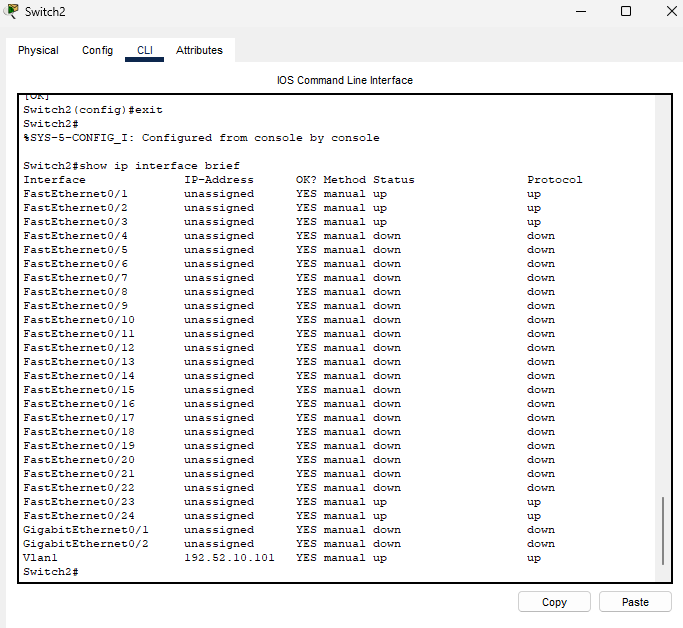 Switch2
Physical Config CLI Attributes
IOS Command Line Interface
[OK]
Switch2(config)#exit
Switch2#
%SYS-5-CONFIG_I: Configured from console by console
Switch2#show ip interface brief
Interface IP-Address OK? Method Status Protocol
FastEthernet0/1 unassigned YES manual up up
FastEthernet0/2 unassigned YES manual up up
FastEthernet0/3 unassigned YES manual up up
FastEthernet0/4 unassigned YES manual down down
FastEthernet0/5 unassigned YES manual down down
FastEthernet0/6 unassigned YES manual down down
FastEthernet0/7 unassigned YES manual down down
FastEthernet0/8 unassigned YES manual down down
FastEthernet0/9 unassigned YES manual down down
FastEthernet0/10 unassigned YES manual down down
FastEthernet0/11 unassigned YES manual down down
FastEthernet0/12 unassigned YES manual down down
FastEthernet0/13 unassigned YES manual down down
FastEthernet0/14 unassigned YES manual down down
FastEthernet0/15 unassigned YES manual down down
FastEthernet0/16 unassigned YES manual down down
FastEthernet0/17 unassigned YES manual down down
FastEthernet0/18 unassigned YES manual down down
FastEthernet0/19 unassigned YES manual down down
FastEthernet0/20 unassigned YES manual down down
FastEthernet0/21 unassigned YES manual down down
FastEthernet0/22 unassigned YES manual down down
FastEthernet0/23 unassigned YES manual up up
FastEthernet0/24 unassigned YES manual up up
GigabitEthernet0/1 unassigned YES manual down down
GigabitEthernet0/2 unassigned YES manual down down
Vlan1 192.52.10.101 YES manual up up
Switch2#
Copy Paste